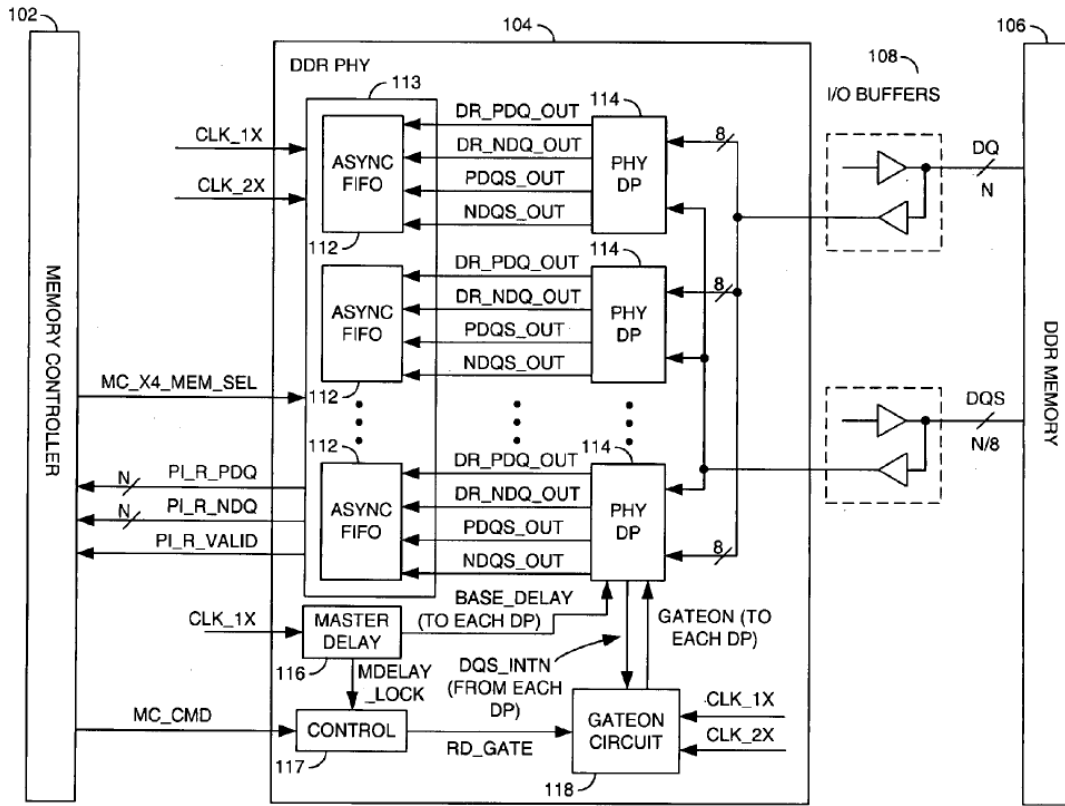 102
104
106
108
DDR PHY
113
114
I/O BUFFERS
DR_PDQ_OUT
CLK_1X
8
DQ
DR_NDQ_OUT
ASYNC
FIFO
PHY
DP
PDQS_OUT
N
CLK_2X
NDQS_OUT
112
114
DR_PDQ_OUT
8
DR_NDQ_OUT
ASYNC
FIFO
PHY
DP
PDQS_OUT
MC_X4_MEM_SEL
NDQS_OUT
112
DQS
N/8
MEMORY CONTROLLER
DDR MEMORY
112
114
DR_PDQ_OUT
N
PI_R_PDQ
DR_NDQ_OUT
N
PI_R_NDQ
ASYNC
FIFO
PHY
DP
PDQS_OUT
8
PI_R_VALID
NDQS_OUT
BASE_DELAY
(TO EACH DP)
GATEON (TO
EACH DP)
CLK_1X
MASTER
DELAY
116
MDELAY
_LOCK
DQS_INTN
(FROM EACH
DP)
MC_CMD
CONTROL
117
RD_GATE
GATEON
CIRCUIT
118
CLK_1X
CLK_2X